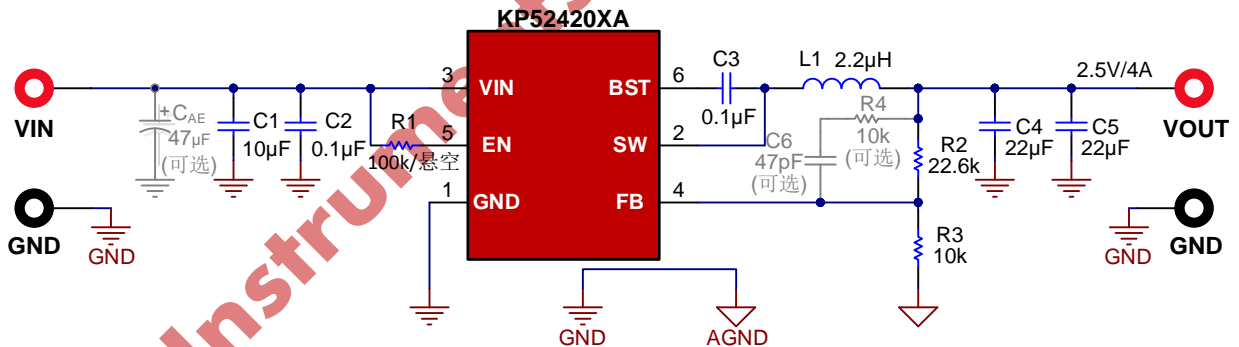 KP52420XA
VIN
GND
+CAE
47µF
(可选)
C1
10µF
C2
0.1µF
R1
100k/悬空
GND
3
5
1
VIN
EN
GND
BST
SW
FB
6
2
4
C3
0.1µF
L1 2.2µH
R4
10k
(可选)
C6
47pF
(可选)
R2
22.6k
R3
10k
2.5V/4A
C4
22µF
C5
22µF
VOUT
GND
GND
GND
AGND
Instruments